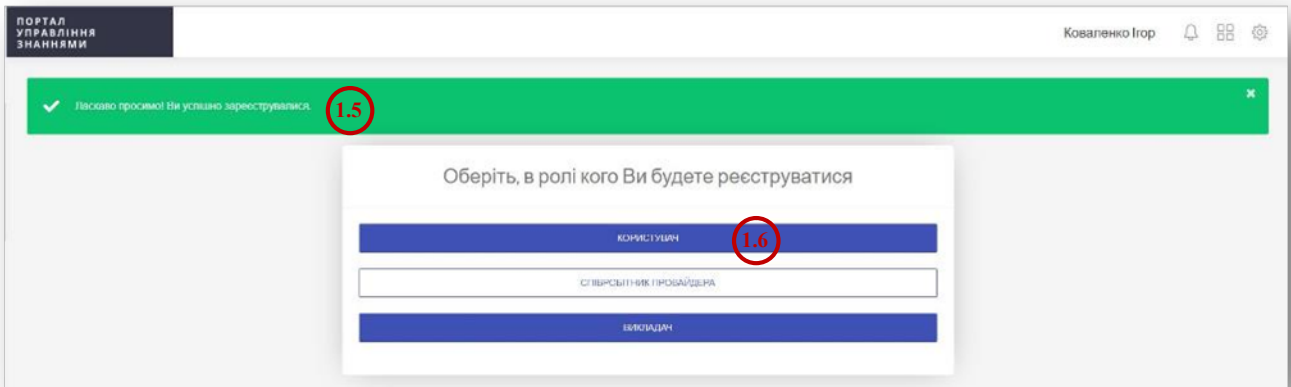 ПОРТАЛ
УПРАВЛІННЯ
ЗНАННЯМИ
Коваленко Ігор
Ласкаво просимо! Ви успішно зареєструвалися.
1.5
Оберіть, в ролі кого Ви будете реєструватися
КОРИСТУВАЧ
1.6
СПІВРОБІТНИК ПРОВАЙДЕРА
ВИКЛАДАЧ